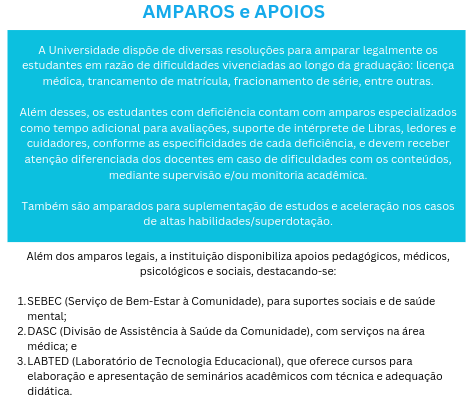 AMPAROS e APOIOS
A Universidade dispõe de diversas resoluções para amparar legalmente os
estudantes em razão de dificuldades vivenciadas ao longo da graduação: licença
médica, trancamento de matrícula, fracionamento de série, entre outras.
Além desses, os estudantes com deficiência contam com amparos especializados
como tempo adicional para avaliações, suporte de intérprete de Libras, ledores e
cuidadores, conforme as especificidades de cada deficiência, e devem receber
atenção diferenciada dos docentes em caso de dificuldades com os conteúdos,
mediante supervisão e/ou monitoria acadêmica.
Também são amparados para suplementação de estudos e aceleração nos casos
de altas habilidades/superdotação.
Além dos amparos legais, a instituição disponibiliza apoios pedagógicos, médicos,
psicológicos e sociais, destacando-se:
1. SEBEC (Serviço de Bem-Estar à Comunidade), para suportes sociais e de saúde
mental;
2. DASC (Divisão de Assistência à Saúde da Comunidade), com serviços na área
médica; e
3. LABTED (Laboratório de Tecnologia Educacional), que oferece cursos para
elaboração e apresentação de seminários acadêmicos com técnica e adequação
didática.